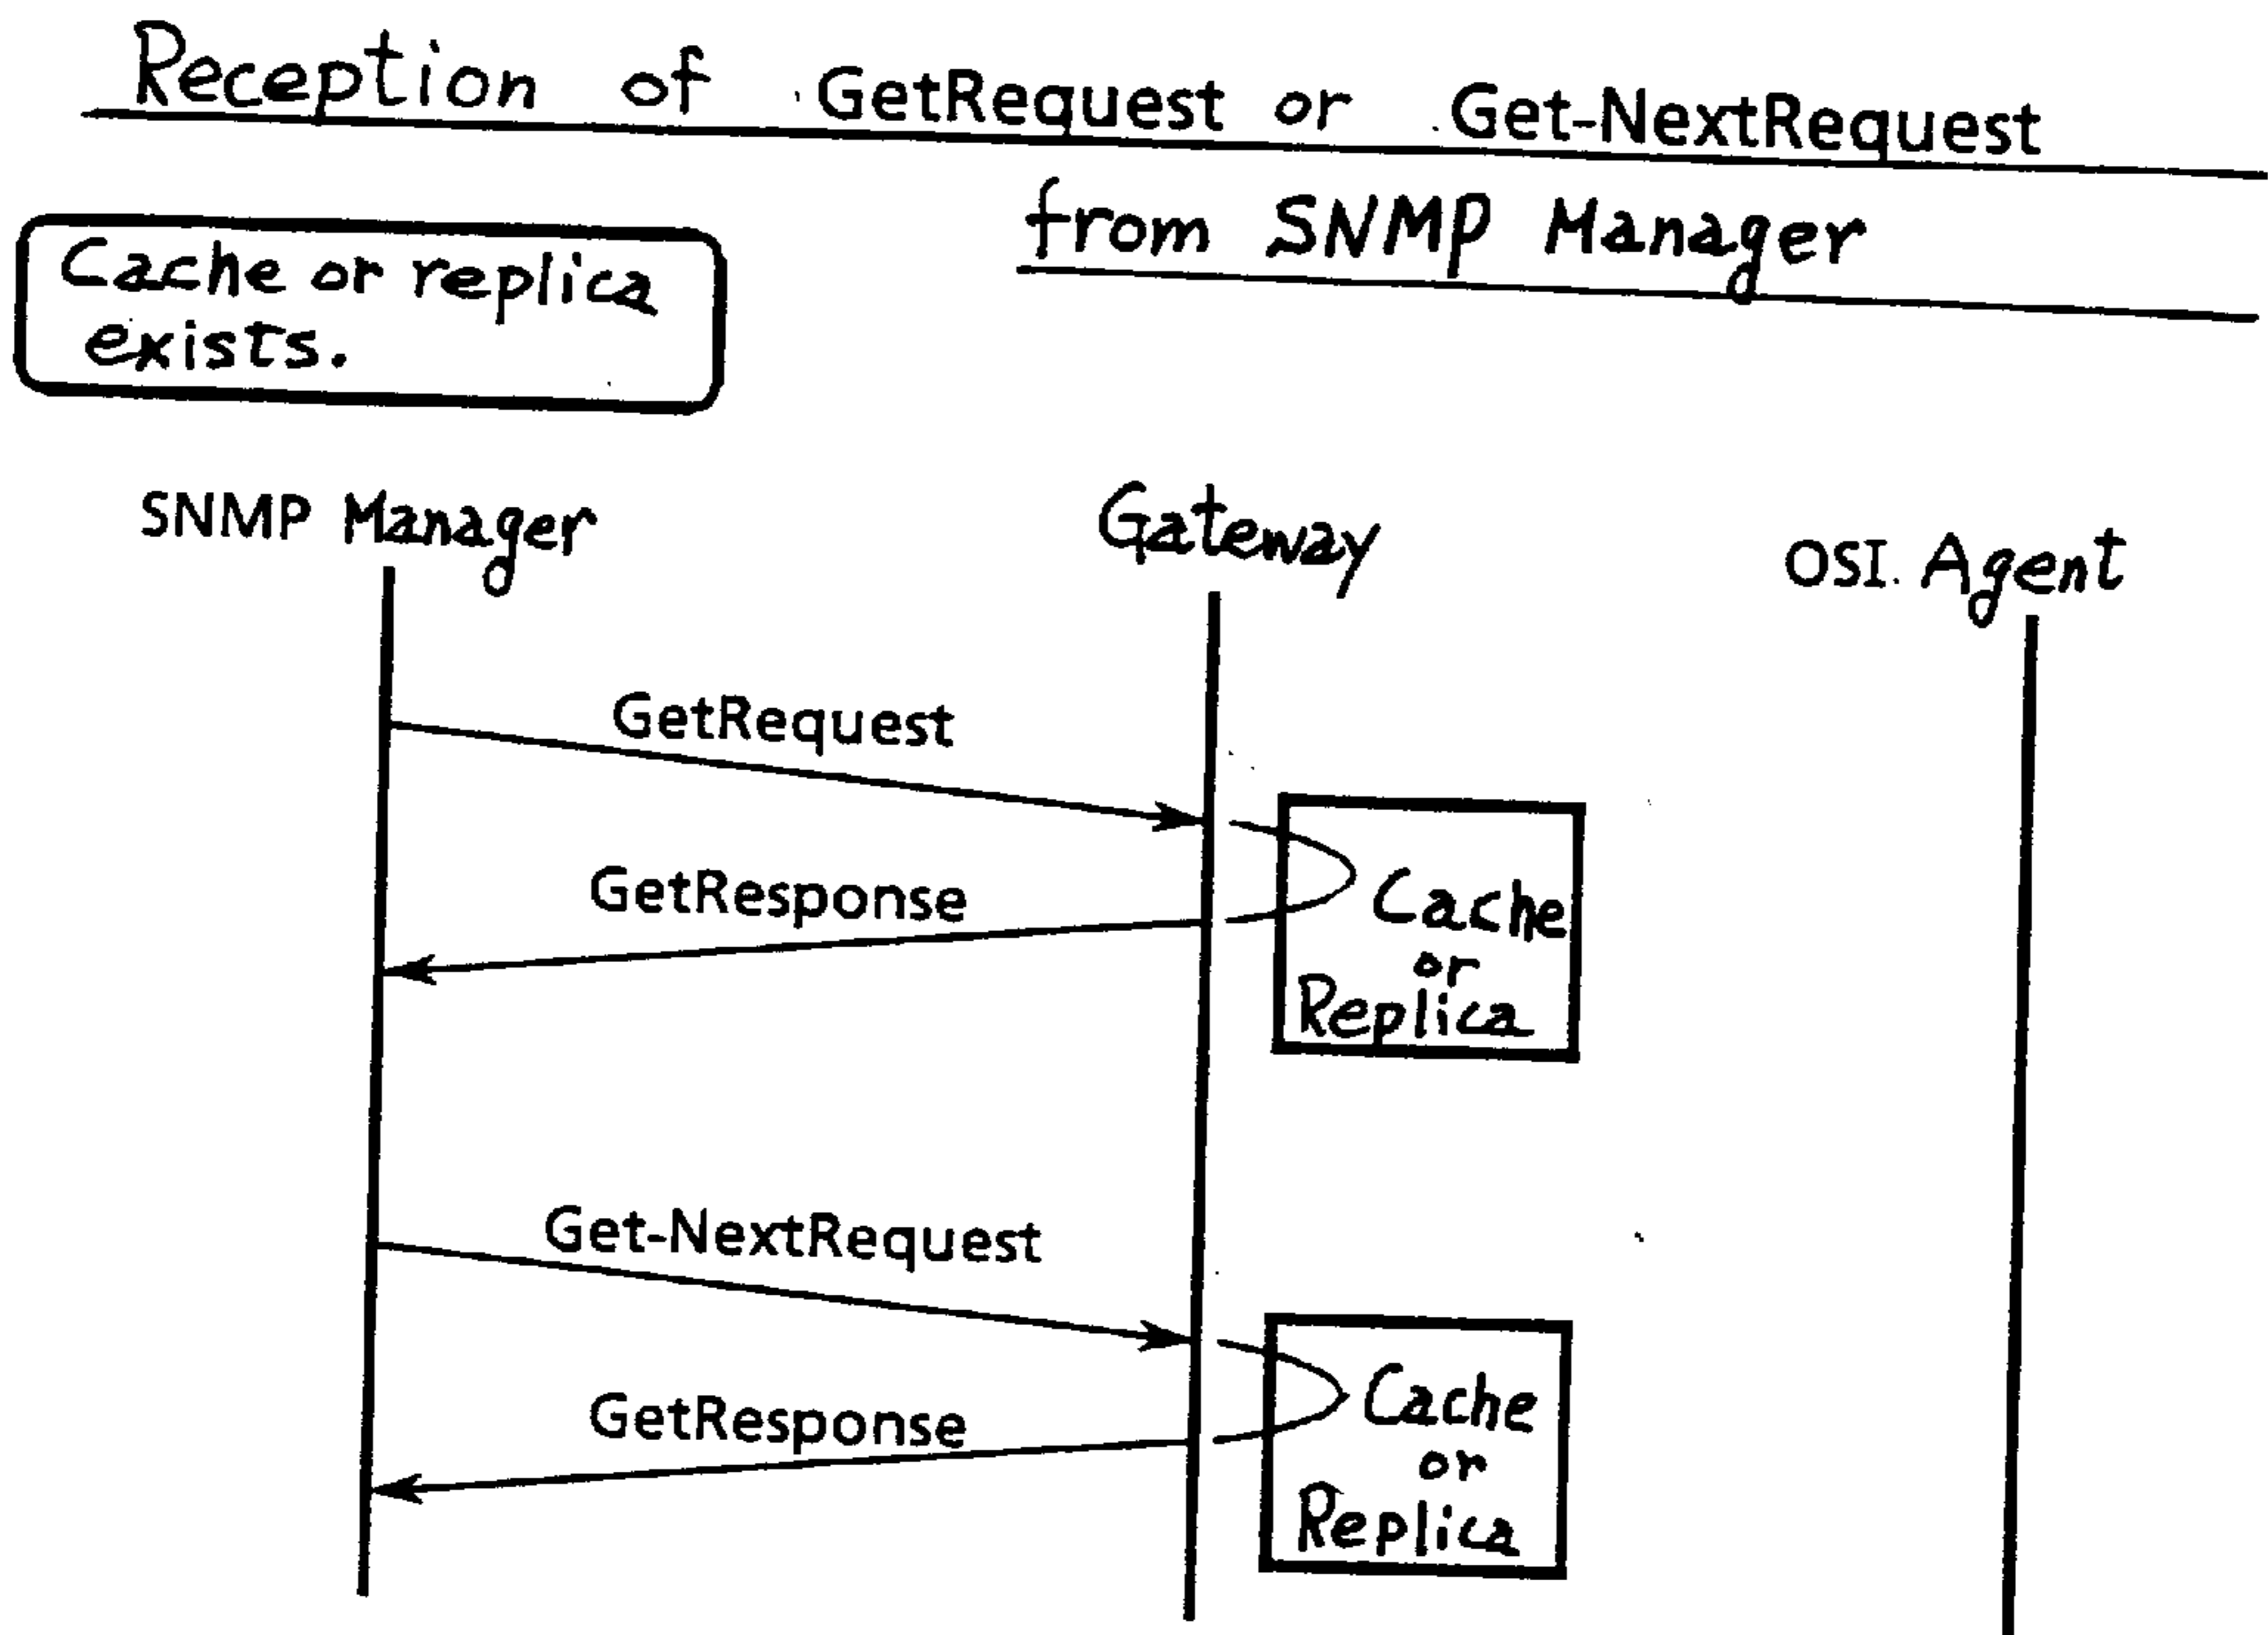 Reception of GetRequest or Get-NextRequest
from SNMP Manager
Cache or replica
exists.
SNMP Manager
Gateway
OSI Agent
GetRequest
GetResponse
Cache
or
Replica
Get-NextRequest
GetResponse
Cache
or
Replica